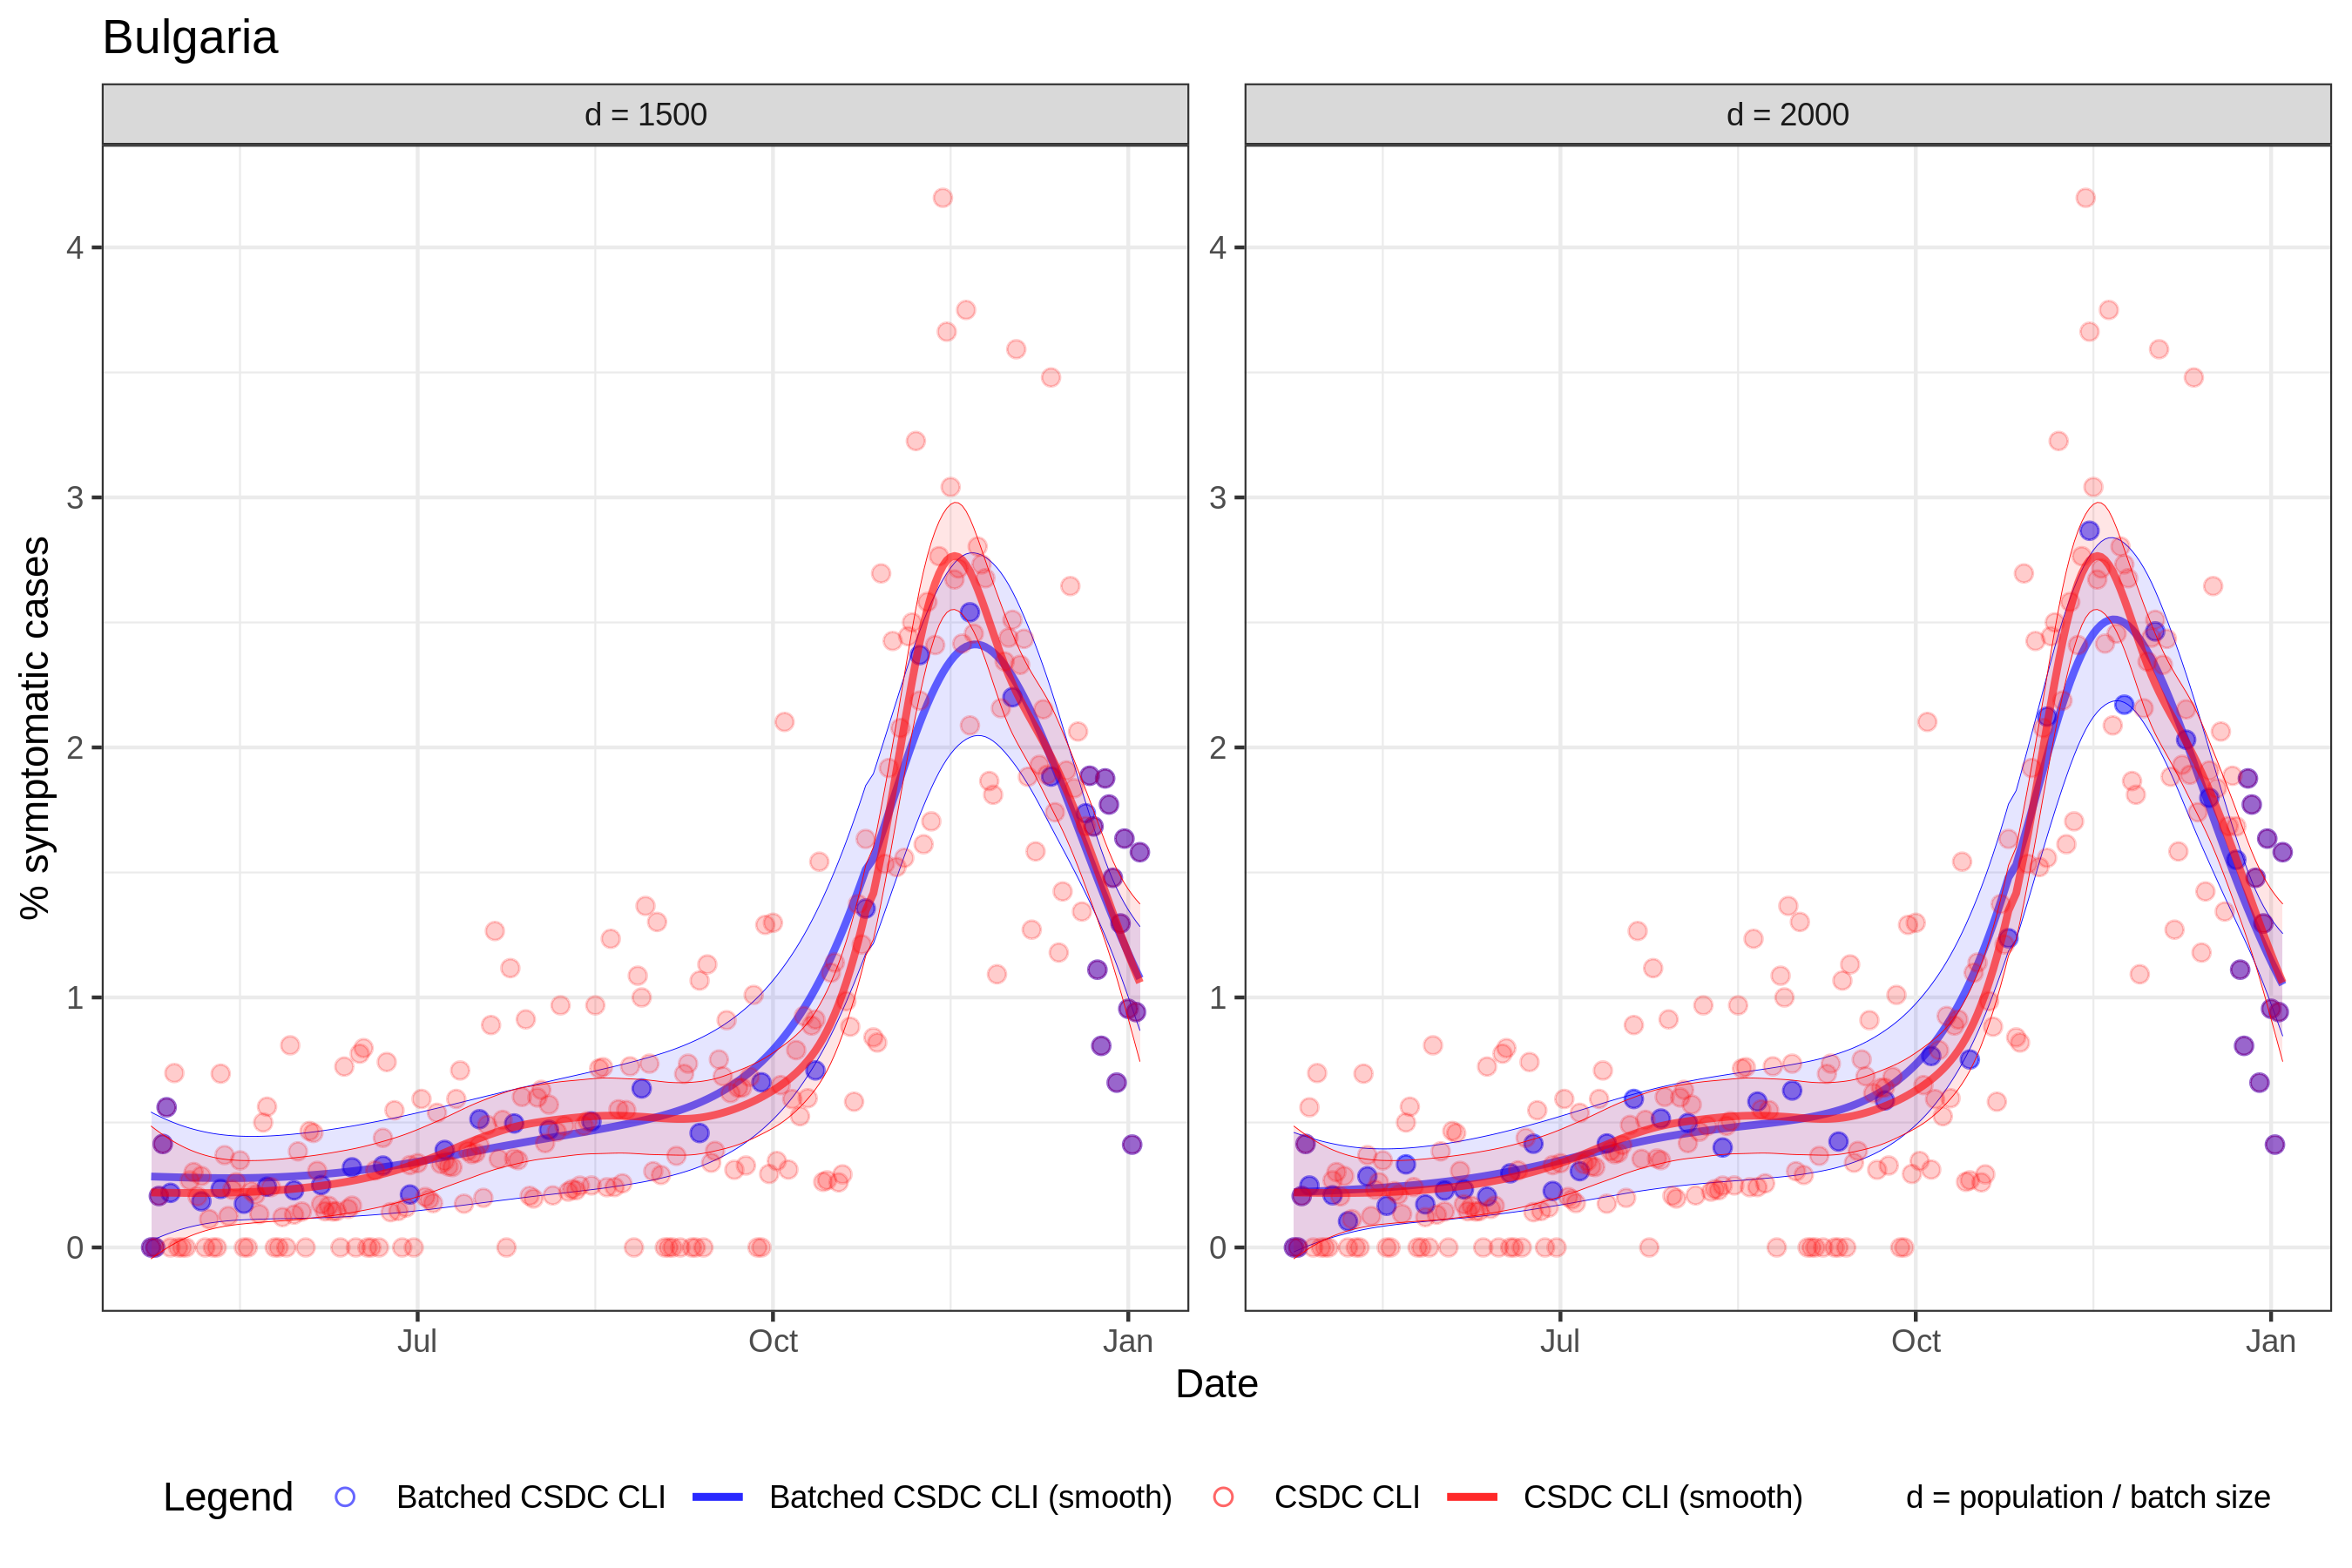 Bulgaria
d = 1500
d = 2000
% symptomatic cases
4
3
2
1
0
4
3
2
1
0
Jul
Oct
Jan
Jul
Oct
Jan
Date
Legend
Batched CSDC CLI
Batched CSDC CLI (smooth)
CSDC CLI
CSDC CLI (smooth)
d = population / batch size